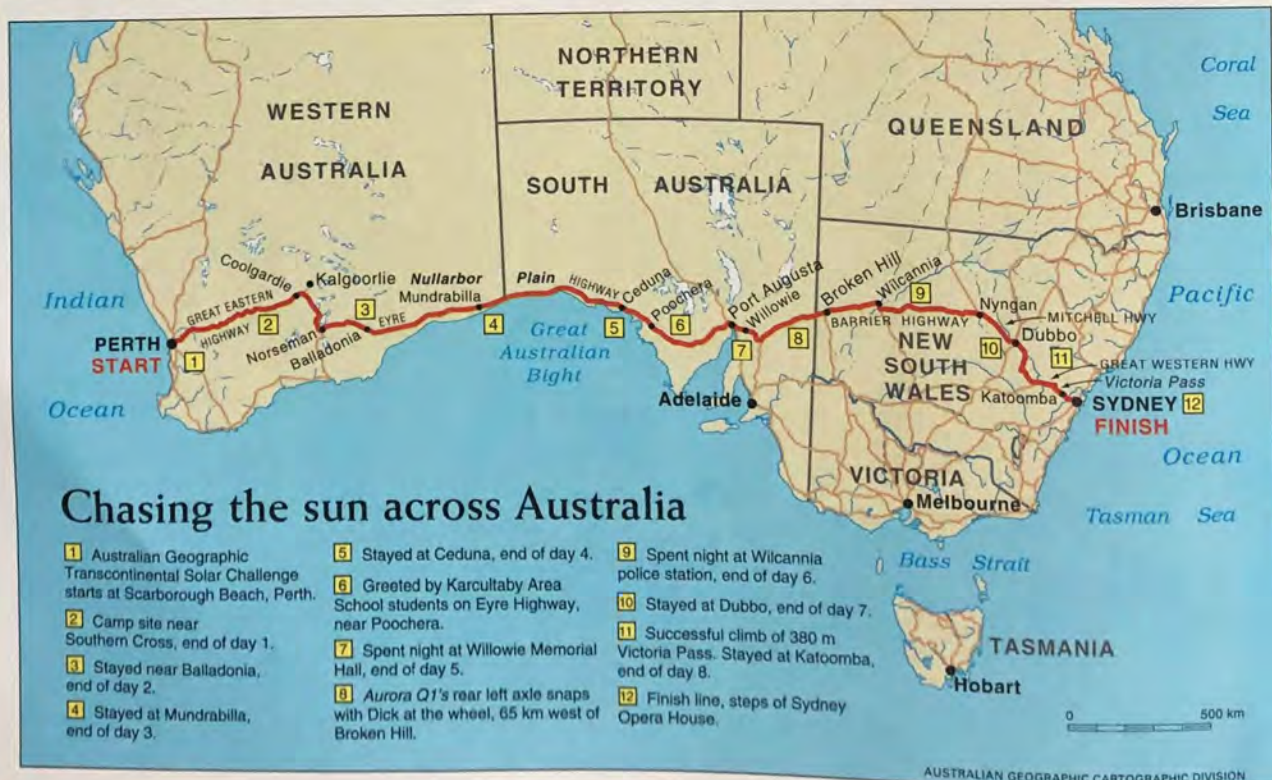 NORTHERN
TERRITORY
WESTERN
AUSTRALIA
SOUTH AUSTRALIA
QUEENSLAND
Coral
Sea
Brisbane
Indian
Ocean
Pacific
Ocean
Coolgardie
Kalgoorlie
Nullarbor Plain
Mundrabilla
GREAT EASTERN
HIGHWAY
EYRE
HIGHWAY
Norseman
Balladonia
PERTH
START
Ceduna
Poochera
Port Augusta
Willowie
Broken Hill
Wilcannia
BARRIER HIGHWAY
Nyngan
MITCHELL HWY
Dubbo
GREAT WESTERN HWY
Victoria Pass
Katoomba
SYDNEY
FINISH
NEW
SOUTH
WALES
Great
Australian
Bight
Adelaide
VICTORIA
Melbourne
Tasman Sea
Bass Strait
TASMANIA
Hobart
1
2
3
4
5
6
7
8
9
10
11
12
Chasing the sun across Australia
1 Australian Geographic
Transcontinental Solar Challenge
starts at Scarborough Beach, Perth.
2 Camp site near
Southern Cross, end of day 1.
3 Stayed near Balladonia,
end of day 2.
4 Stayed at Mundrabilla,
end of day 3.
5 Stayed at Ceduna, end of day 4.
6 Greeted by Karcultaby Area
School students on Eyre Highway,
near Poochera.
7 Spent night at Willowie Memorial
Hall, end of day 5.
8 Aurora Q1's rear left axle snaps
with Dick at the wheel, 65 km west of
Broken Hill.
9 Spent night at Wilcannia
police station, end of day 6.
10 Stayed at Dubbo, end of day 7.
11 Successful climb of 380 m
Victoria Pass. Stayed at Katoomba,
end of day 8.
12 Finish line, steps of Sydney
Opera House.
0 500 km
AUSTRALIAN GEOGRAPHIC CARTOGRAPHIC DIVISION